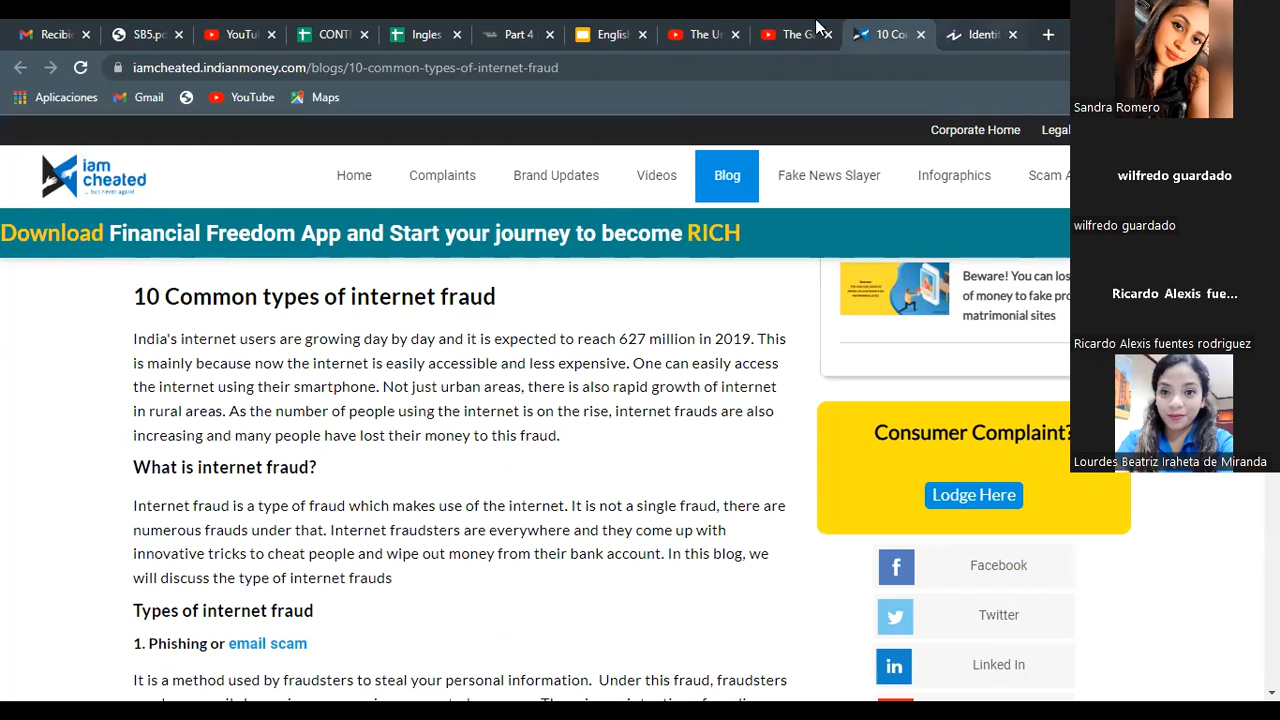 Recibic
SB5.pd
YouTu
CONTI
Ingles
Part 4
English
The Un
The Ge
10 Co
Identit
iamcheated.indianmoney.com/blogs/10-common-types-of-internet-fraud
Aplicaciones
Gmail
YouTube
Maps
Corporate Home
Legal
iam
cheated
... but never again!
Home
Complaints
Brand Updates
Videos
Blog
Fake News Slayer
Infographics
Scam A
Download Financial Freedom App and Start your journey to become RICH
10 Common types of internet fraud
India's internet users are growing day by day and it is expected to reach 627 million in 2019. This
is mainly because now the internet is easily accessible and less expensive. One can easily access
the internet using their smartphone. Not just urban areas, there is also rapid growth of internet
in rural areas. As the number of people using the internet is on the rise, internet frauds are also
increasing and many people have lost their money to this fraud.
What is internet fraud?
Internet fraud is a type of fraud which makes use of the internet. It is not a single fraud, there are
numerous frauds under that. Internet fraudsters are everywhere and they come up with
innovative tricks to cheat people and wipe out money from their bank account. In this blog, we
will discuss the type of internet frauds
Types of internet fraud
1. Phishing or email scam
It is a method used by fraudsters to steal your personal information. Under this fraud, fraudsters
Beware! You can los
of money to fake pro
matrimonial sites
Consumer Complaint?
Lodge Here
Facebook
Twitter
Linked In
Sandra Romero
wilfredo guardado
wilfredo guardado
Ricardo Alexis fue...
Ricardo Alexis fuentes rodriguez
Lourdes Beatriz Iraheta de Miranda